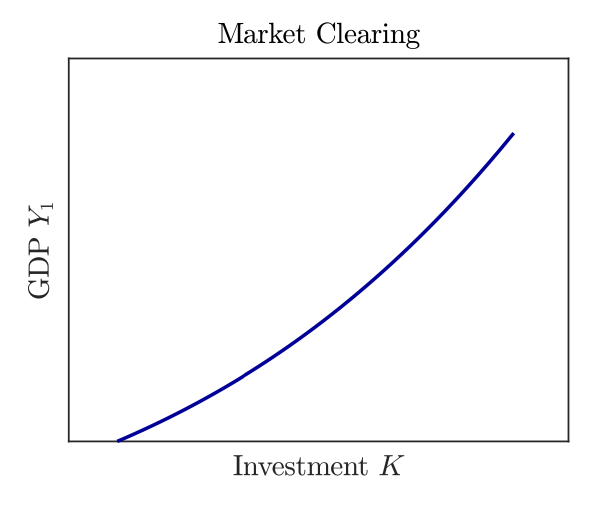 Market Clearing
GDP Y₁
Investment K